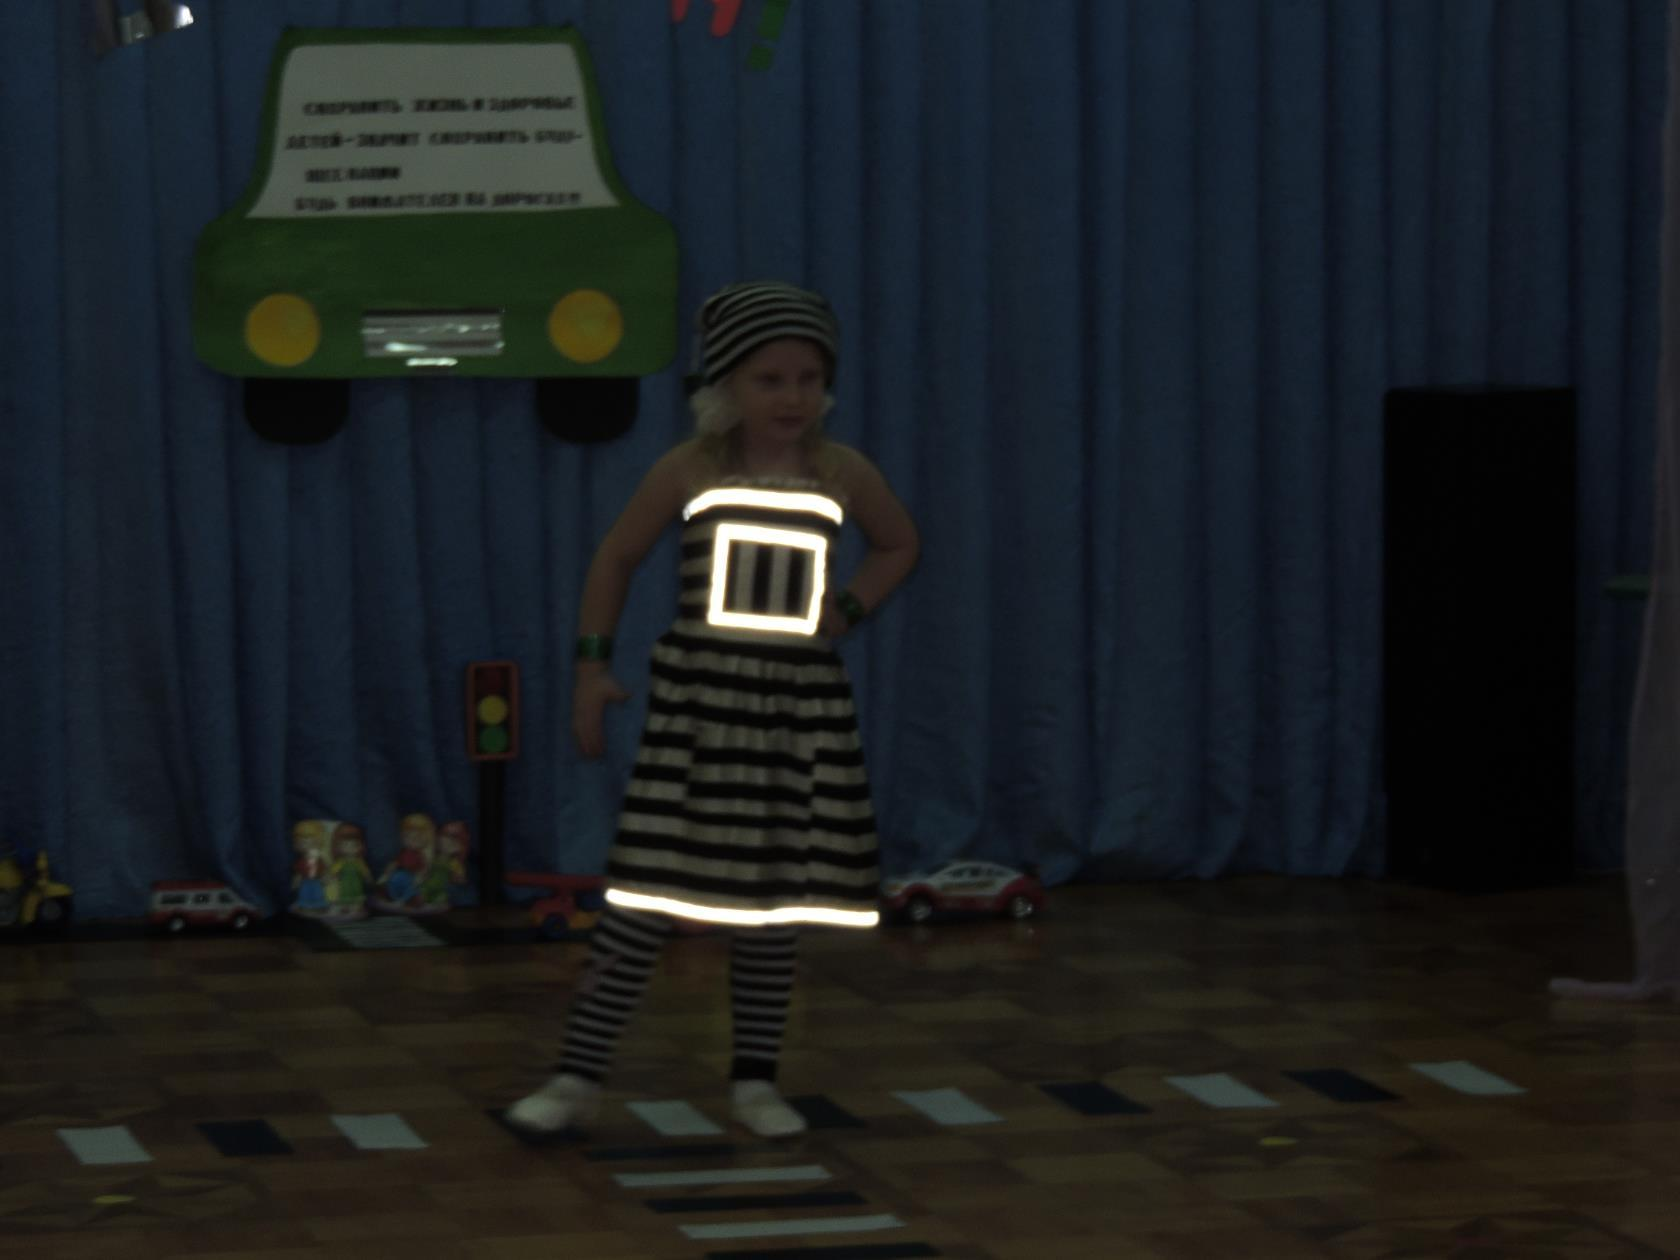 СОХРАНИТЬ ЖИЗНЬ И ЗДОРОВЬЕ
ДЕТЕЙ-ЗНАЧИТ СОХРАНИТЬ БУДУ-
ЩЕЕ НАЦИИ
БУДЬ ВНИМАТЕЛЕН НА ДОРОГЕ!!!